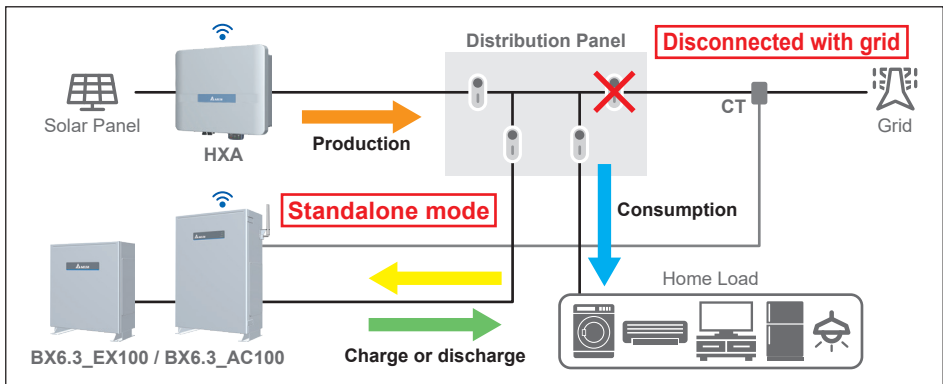 Distribution Panel
Disconnected with grid
Solar Panel
HXA
Production
CT
Grid
Standalone mode
Consumption
Home Load
BX6.3_EX100 / BX6.3_AC100
Charge or discharge